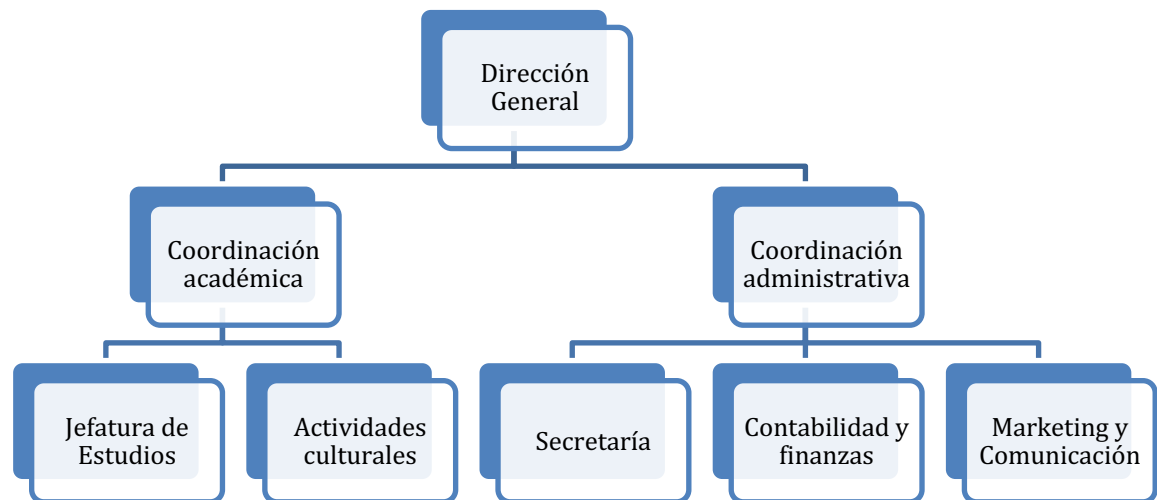 Dirección
General
Coordinación
académica
Coordinación
administrativa
Jefatura de
Estudios
Actividades
culturales
Secretaría
Contabilidad y
finanzas
Marketing y
Comunicación